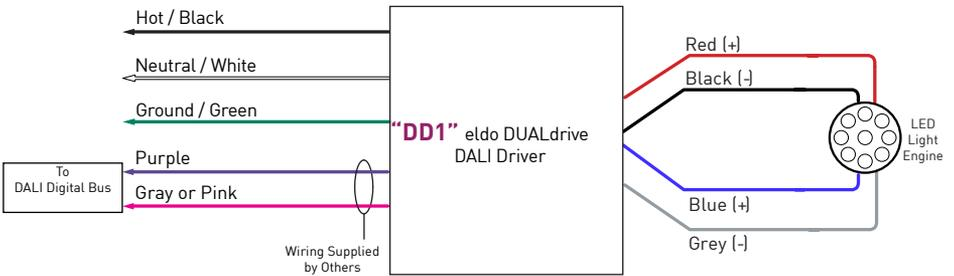 Hot / Black
Neutral / White
Ground / Green
Purple
Gray or Pink
To
DALI Digital Bus
Wiring Supplied
by Others
“DD1” eldo DUALdrive
DALI Driver
Red (+)
Black (-)
Blue (+)
Grey (-)
LED
Light
Engine